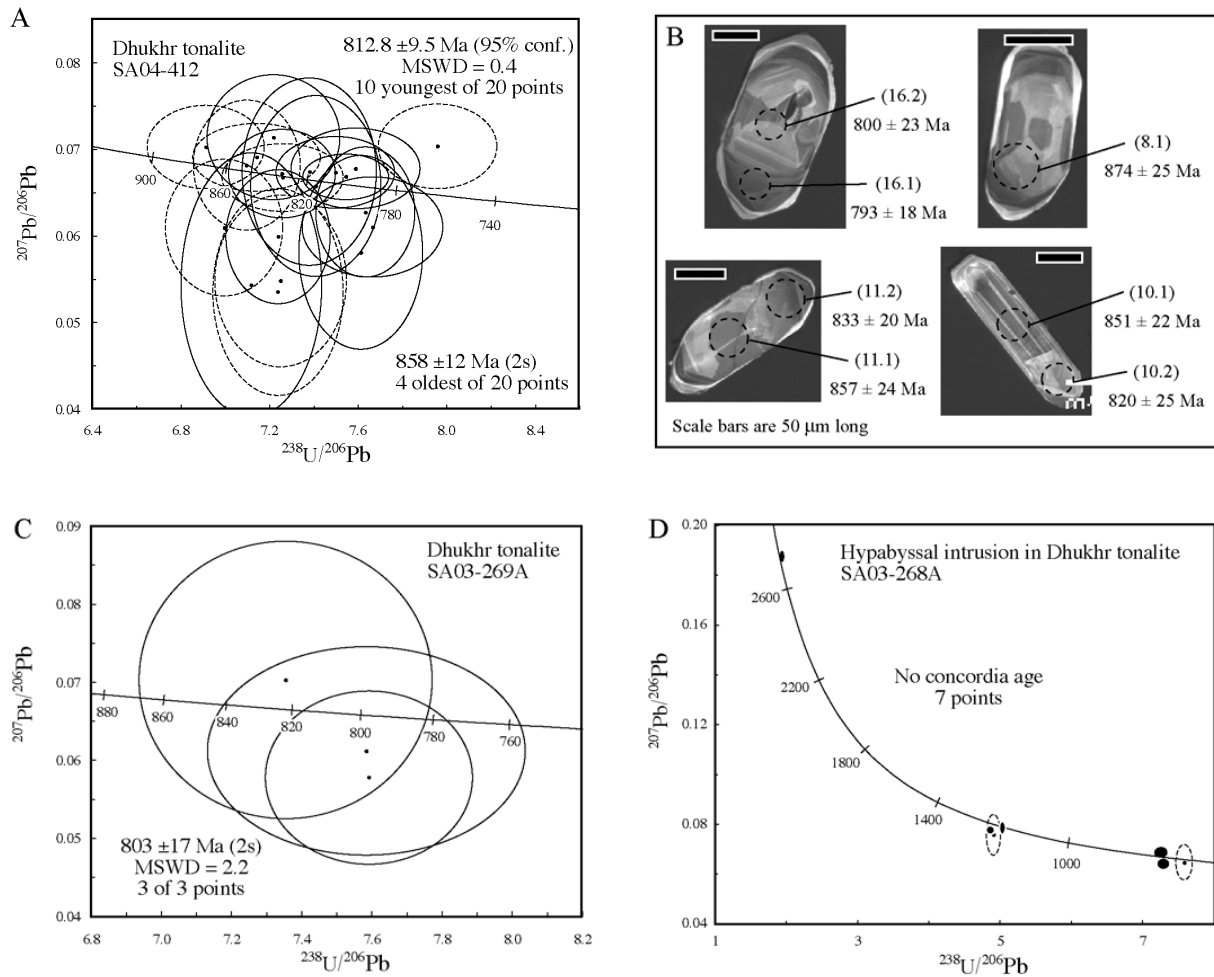 A
Dhukhr tonalite
SA04-412
812.8 ±9.5 Ma (95% conf.)
MSWD = 0.4
10 youngest of 20 points
858 ±12 Ma (2s)
4 oldest of 20 points
900
860
820
780
740
0.08
0.07
0.06
0.05
0.04
207Pb/206Pb
6.4 6.8 7.2 7.6 8.0 8.4
238U/206Pb
B
(16.2)
800 ± 23 Ma
(16.1)
793 ± 18 Ma
(8.1)
874 ± 25 Ma
(11.2)
833 ± 20 Ma
(11.1)
857 ± 24 Ma
(10.1)
851 ± 22 Ma
(10.2)
820 ± 25 Ma
Scale bars are 50 μm long
C
Dhukhr tonalite
SA03-269A
880
860
840
820
800
780
760
803 ±17 Ma (2s)
MSWD = 2.2
3 of 3 points
0.09
0.08
0.07
0.06
0.05
0.04
207Pb/206Pb
6.8 7.0 7.2 7.4 7.6 7.8 8.0 8.2
238U/206Pb
D
Hypabyssal intrusion in Dhukhr tonalite
SA03-268A
2600
2200
1800
1400
1000
No concordia age
7 points
0.20
0.16
0.12
0.08
0.04
207Pb/206Pb
1 3 5 7
238U/206Pb